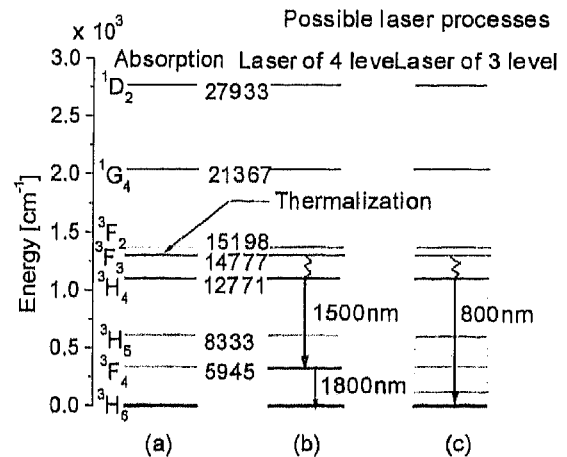 Possible laser processes
x 10³
Absorption Laser of 4 level Laser of 3 level
3.0
¹D₂ 27933
2.5
¹G₄ 21367
2.0
Thermalization
³F₂ 15198
1.5
³F₃ 14777
³H₄ 12771
1.0
1500nm 800nm
³H₅ 8333
0.5
³F₄ 5945
1800nm
0.0
³H₆
Energy [cm⁻¹]
(a) (b) (c)